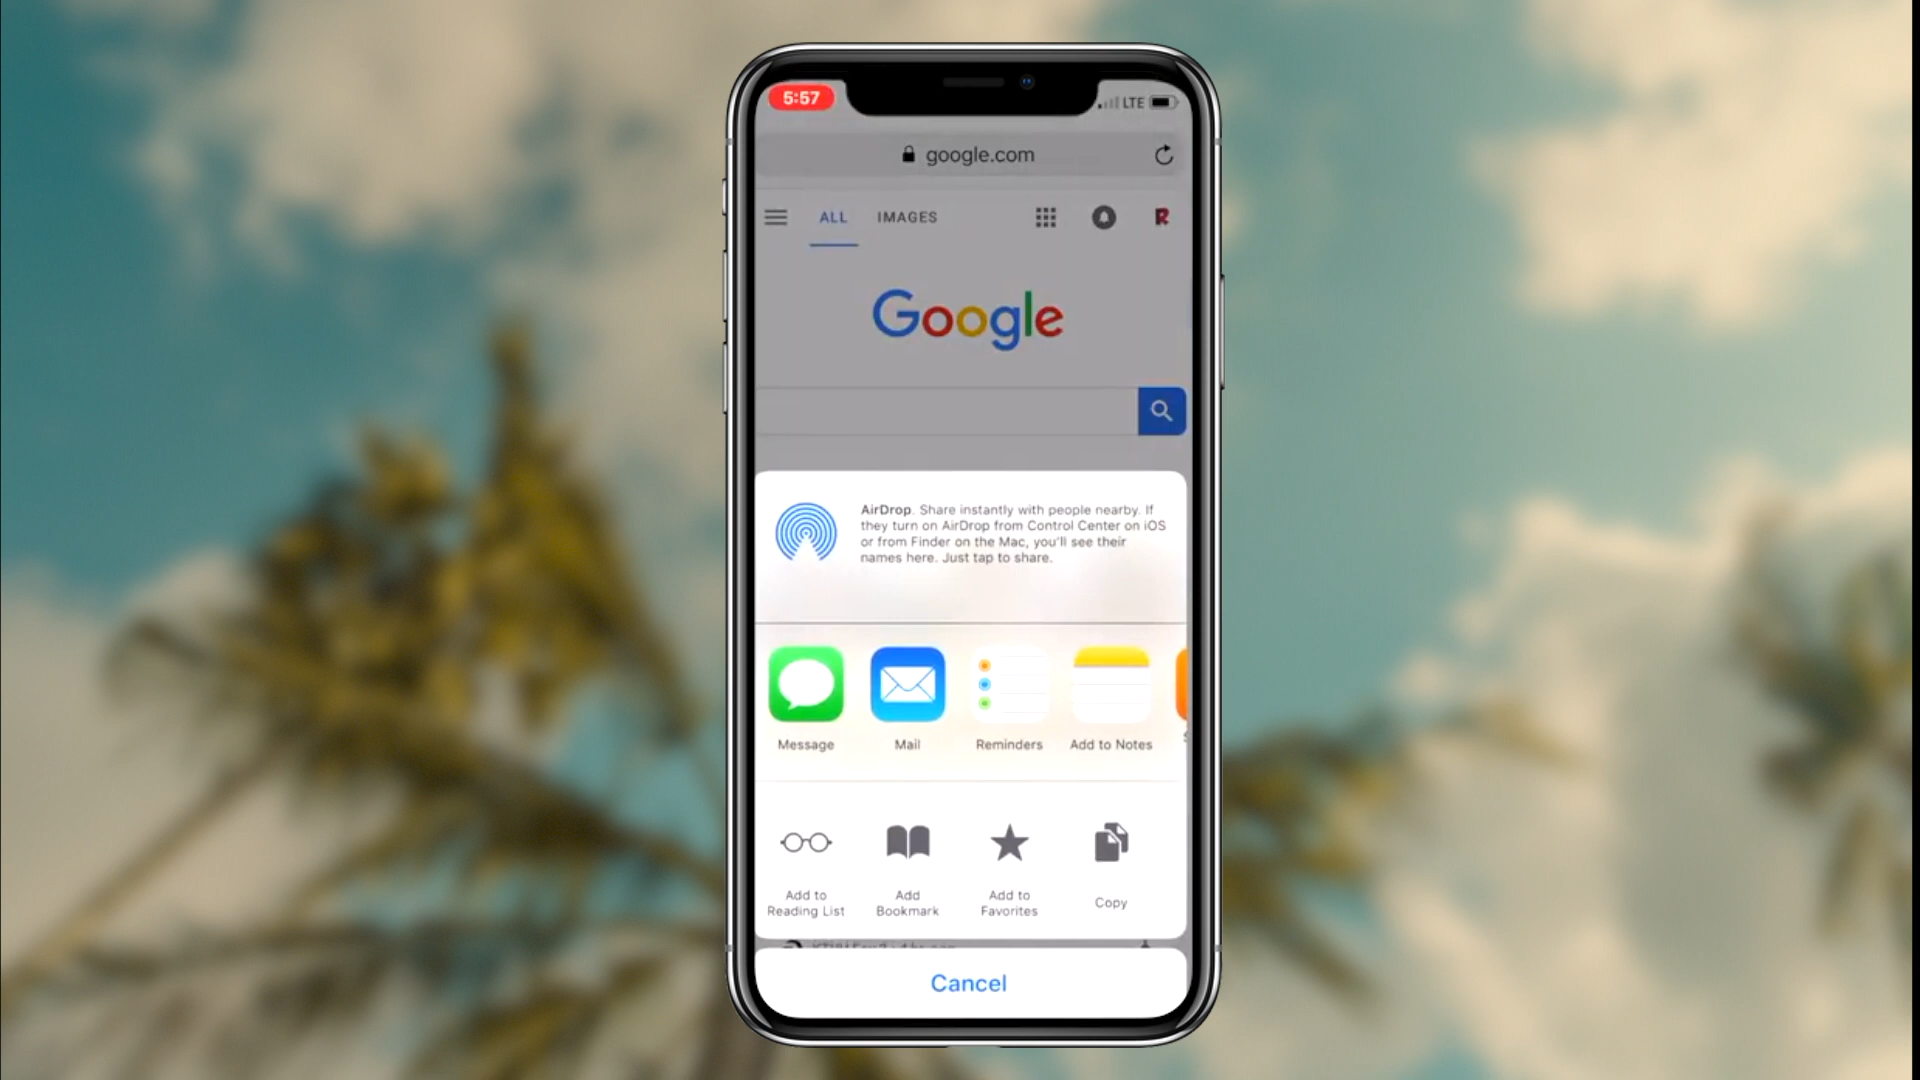 5:57
LTE
google.com
ALL IMAGES
R
Google
AirDrop. Share instantly with people nearby. If
they turn on AirDrop from Control Center on iOS
or from Finder on the Mac, you'll see their
names here. Just tap to share.
Message Mail Reminders Add to Notes
Add to
Reading List
Add
Bookmark
Add to
Favorites
Copy
Cancel